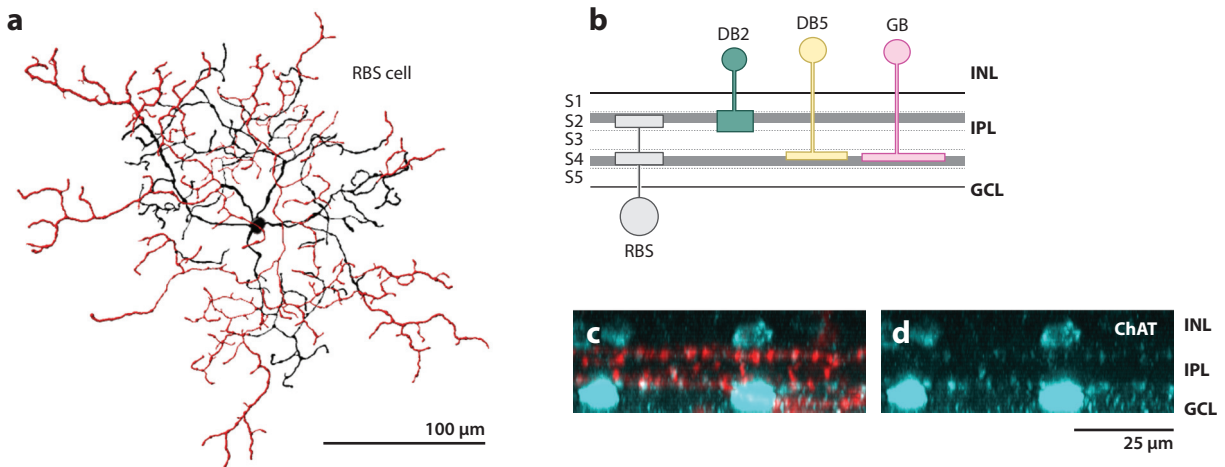 a
RBS cell
100 µm
b
DB2
DB5
GB
INL
S1
S2
IPL
S3
S4
S5
GCL
RBS
c
d
ChAT
INL
IPL
GCL
25 µm